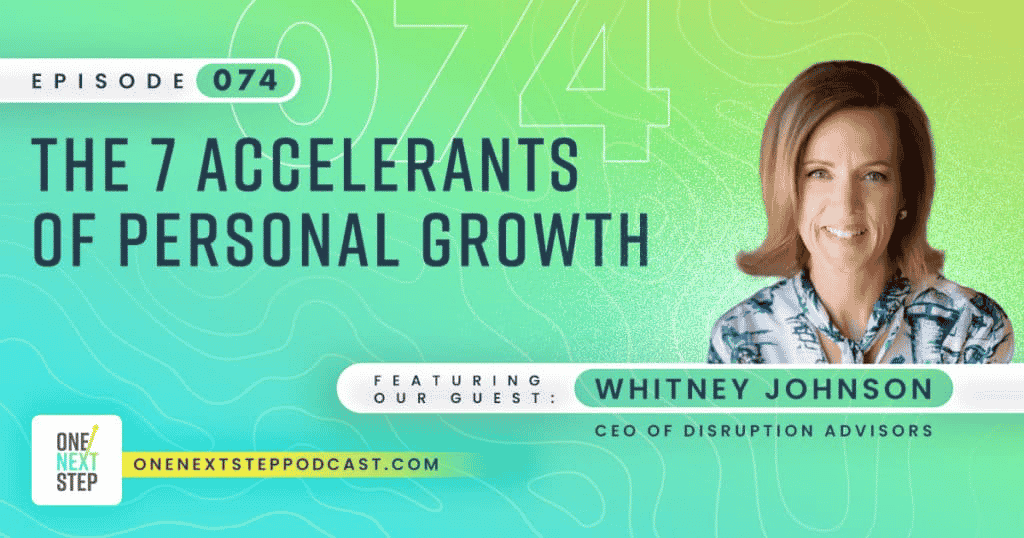 074
EPISODE 074
THE 7 ACCELERANTS
OF PERSONAL GROWTH
FEATURING
OUR GUEST:
WHITNEY JOHNSON
CEO OF DISRUPTION ADVISORS
ONE
NEXT
STEP
ONENEXTSTEPPODCAST.COM